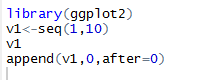 library(ggplot2)
v1<-seq(1,10)
v1
append(v1,0,after=0)